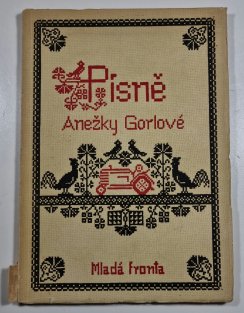 Písně
Anežky Gorlové
Mladá fronta